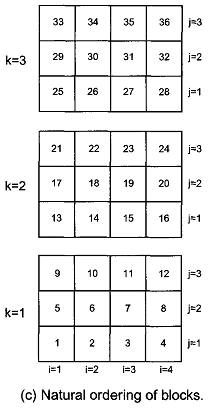 33 34 35 36 j=3
k=3 29 30 31 32 j=2
25 26 27 28 j=1
21 22 23 24 j=3
k=2 17 18 19 20 j=2
13 14 15 16 j=1
9 10 11 12 j=3
k=1 5 6 7 8 j=2
1 2 3 4 j=1
i=1 i=2 i=3 i=4
(c) Natural ordering of blocks.